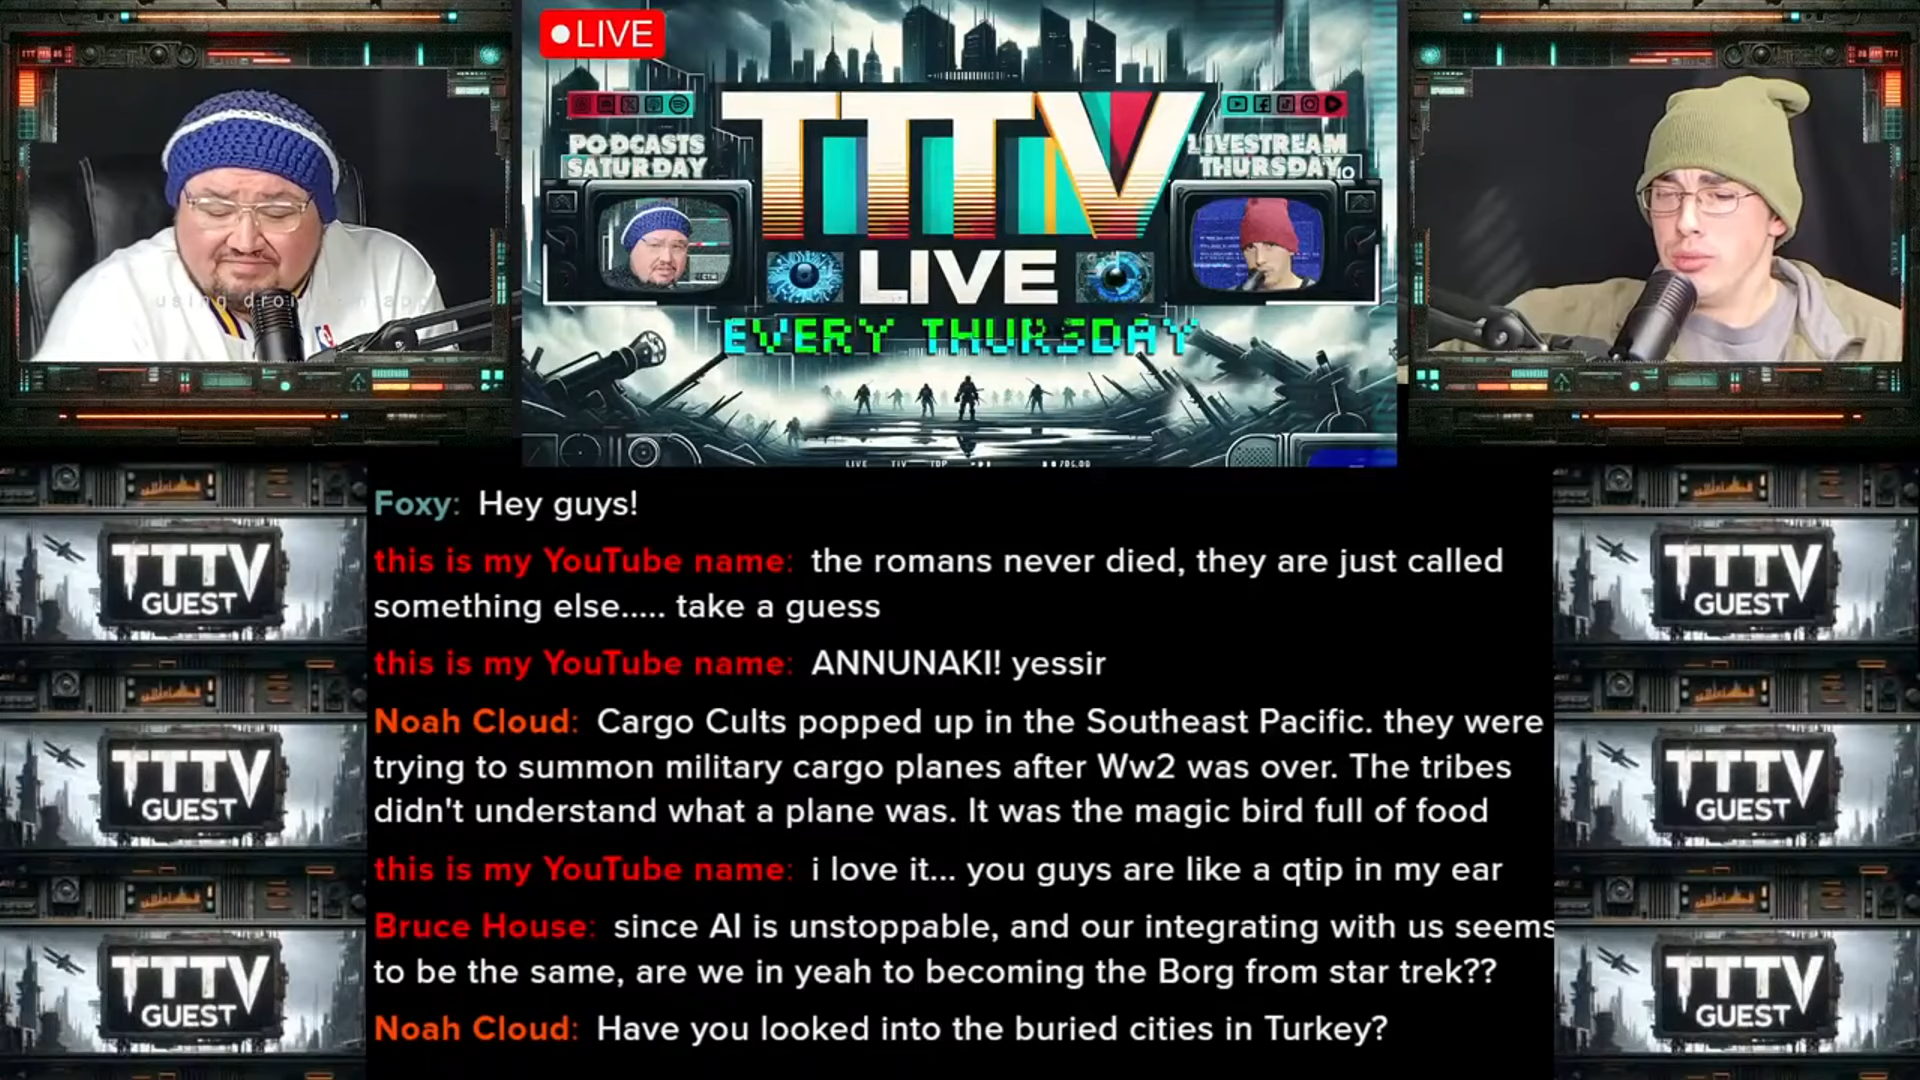 LIVE
PODCASTS
SATURDAY
TTTV
LIVESTREAM
THURSDAY
LIVE
EVERY THURSDAY
Foxy: Hey guys!
this is my YouTube name: the romans never died, they are just called
something else..... take a guess
this is my YouTube name: ANNUNAKI! yessir
Noah Cloud: Cargo Cults popped up in the Southeast Pacific. they were
trying to summon military cargo planes after Ww2 was over. The tribes
didn't understand what a plane was. It was the magic bird full of food
this is my YouTube name: i love it... you guys are like a qtip in my ear
Bruce House: since AI is unstoppable, and our integrating with us seems
to be the same, are we in yeah to becoming the Borg from star trek??
Noah Cloud: Have you looked into the buried cities in Turkey?
TTTV
GUEST
TTTV
GUEST
TTTV
GUEST
TTTV
GUEST
TTTV
GUEST
TTTV
GUEST